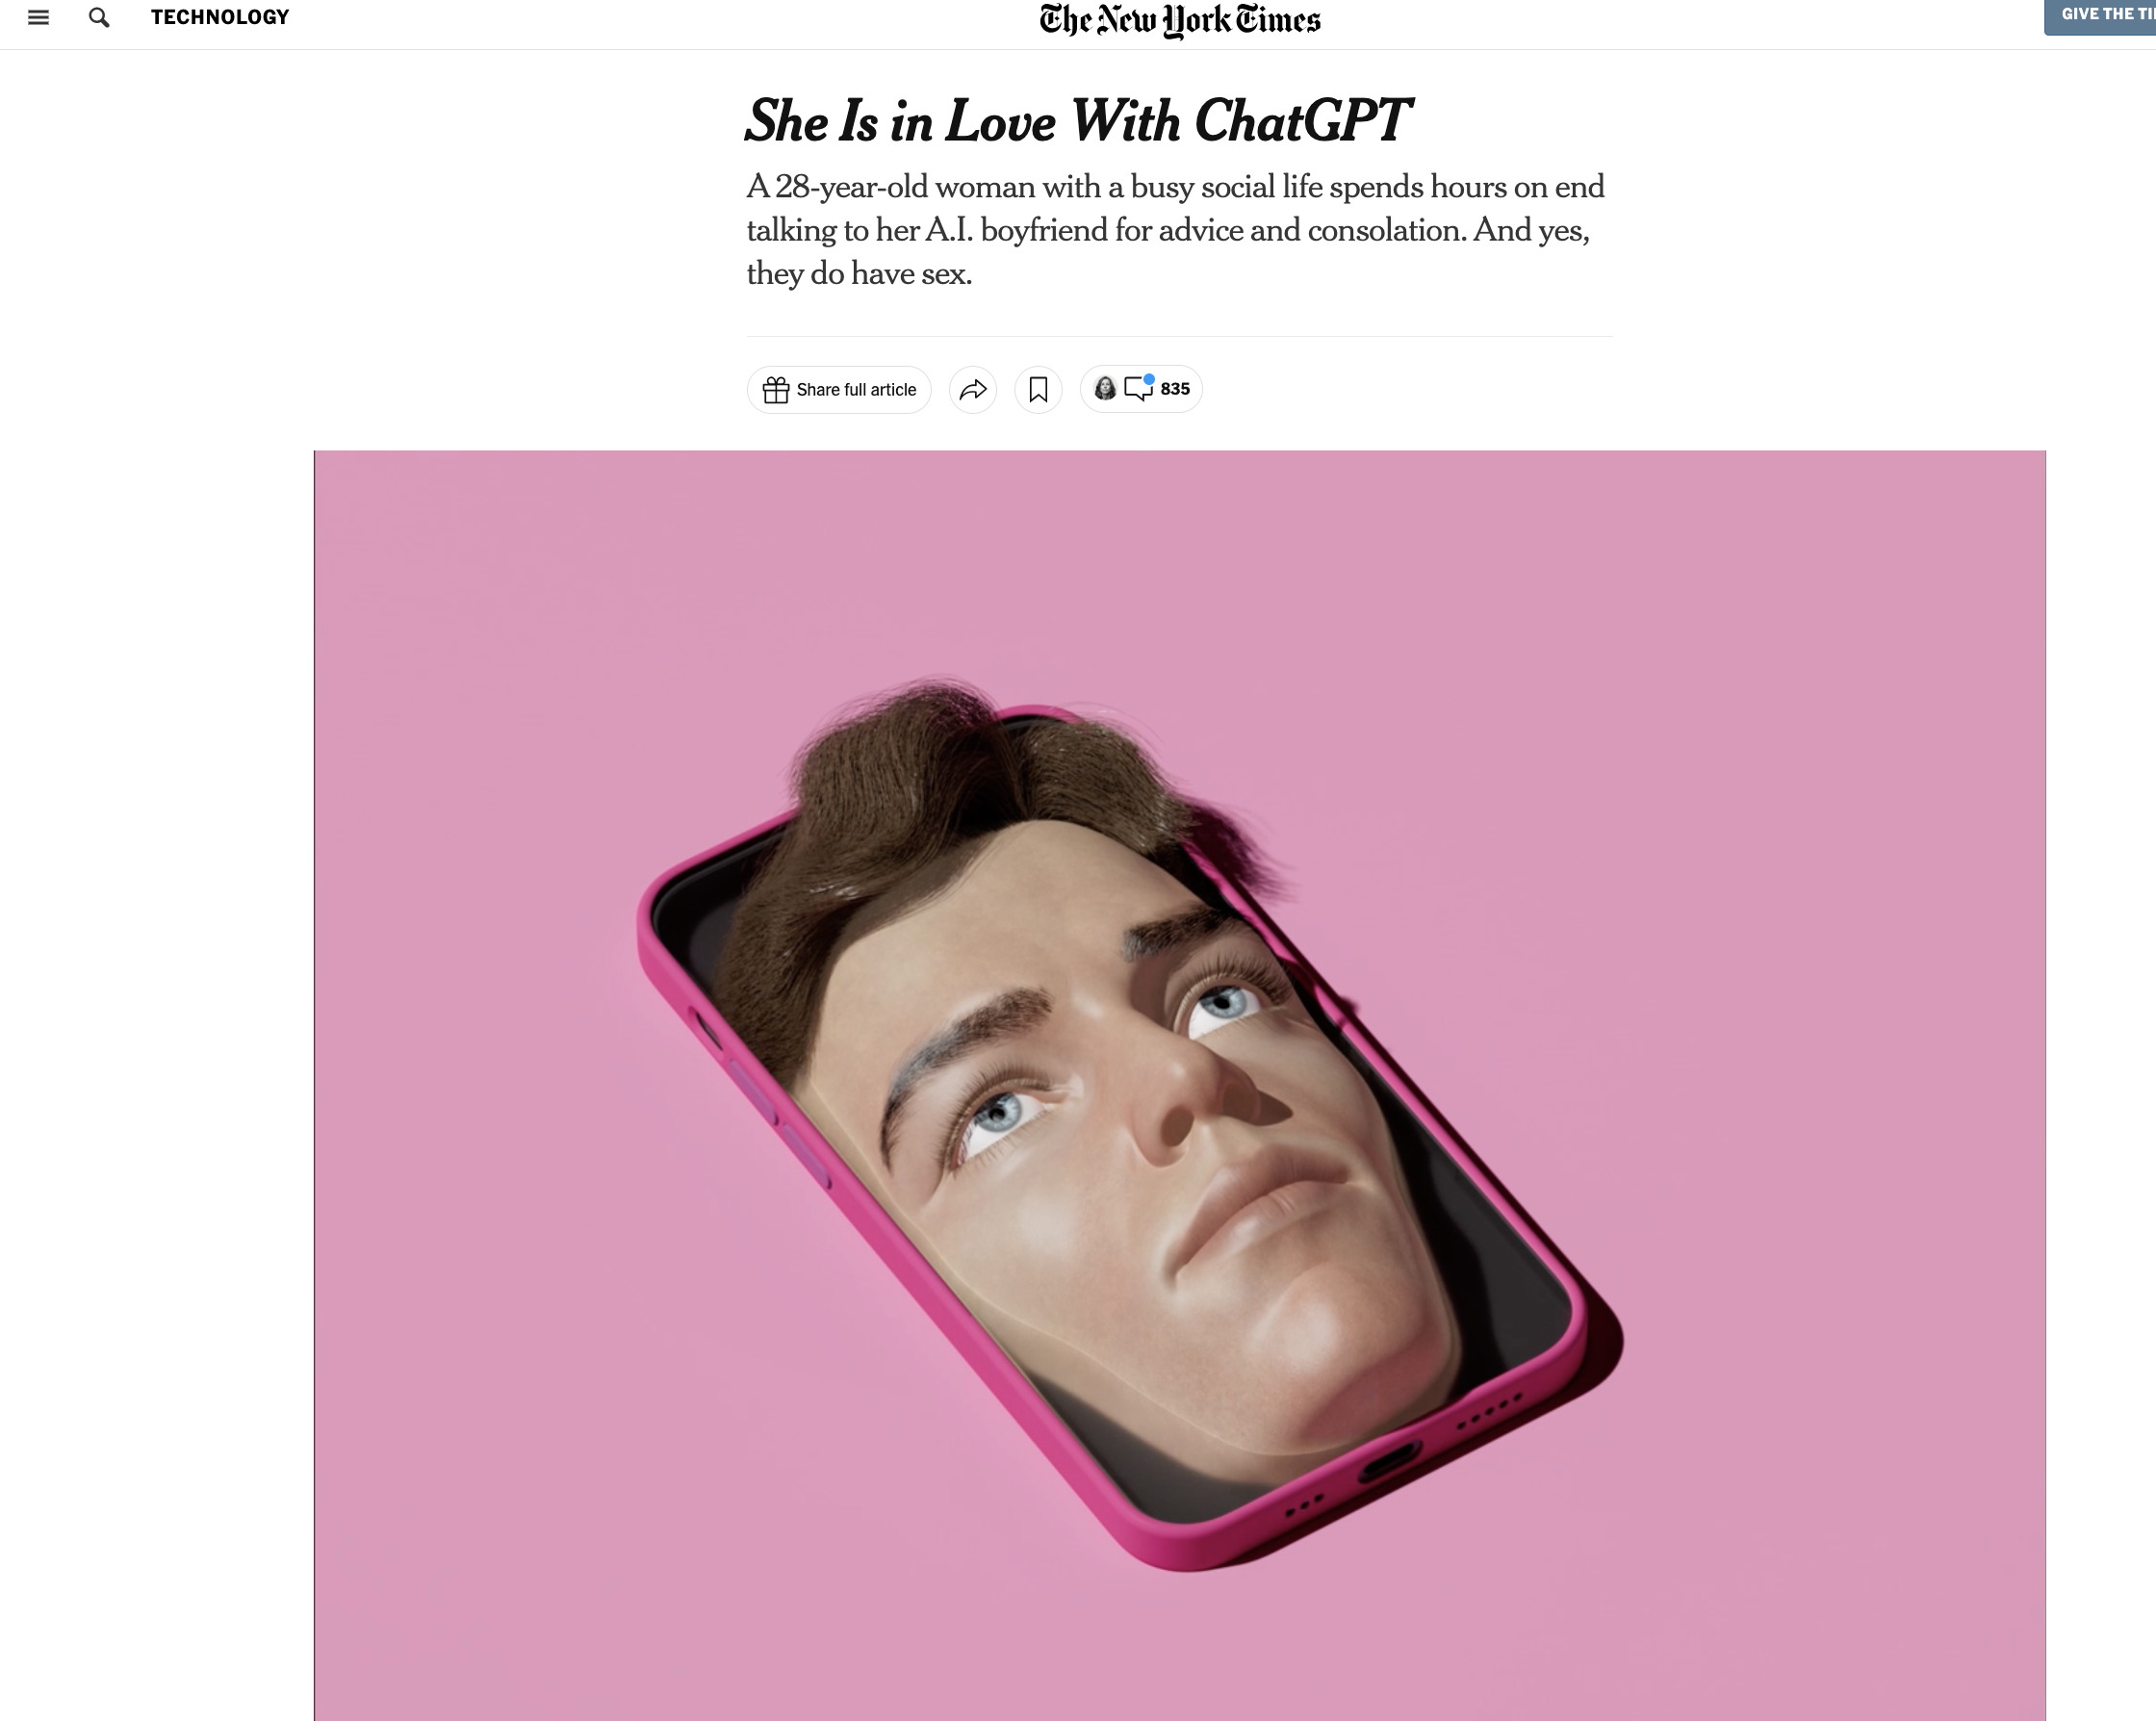 TECHNOLOGY
The New York Times
GIVE THE
She Is in Love With ChatGPT
A 28-year-old woman with a busy social life spends hours on end
talking to her A.I. boyfriend for advice and consolation. And yes,
they do have sex.
Share full article
835